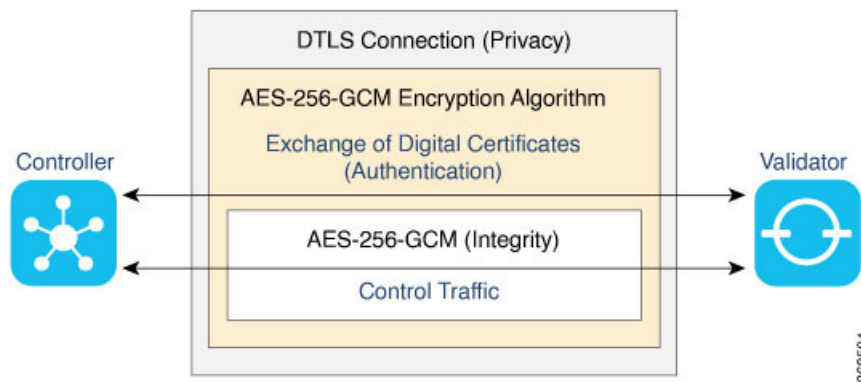 DTLS Connection (Privacy)
AES-256-GCM Encryption Algorithm
Exchange of Digital Certificates
(Authentication)
Controller
Validator
AES-256-GCM (Integrity)
Control Traffic